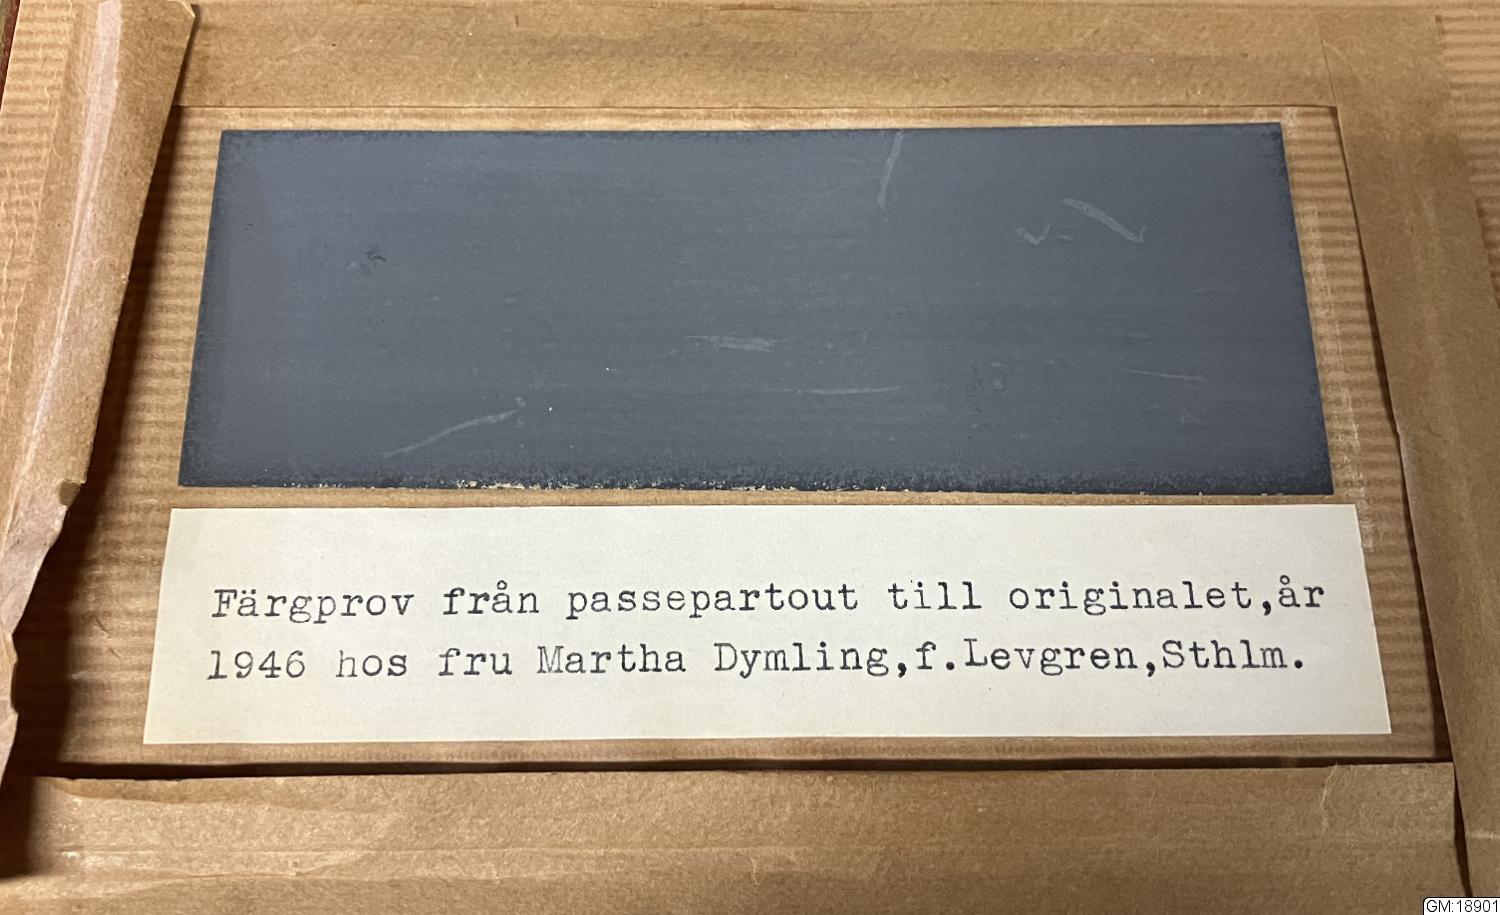 Färgprov från passepartout till originalet,år
1946 hos fru Martha Dymling,f.Levgren,Sthlm.
GM:18901